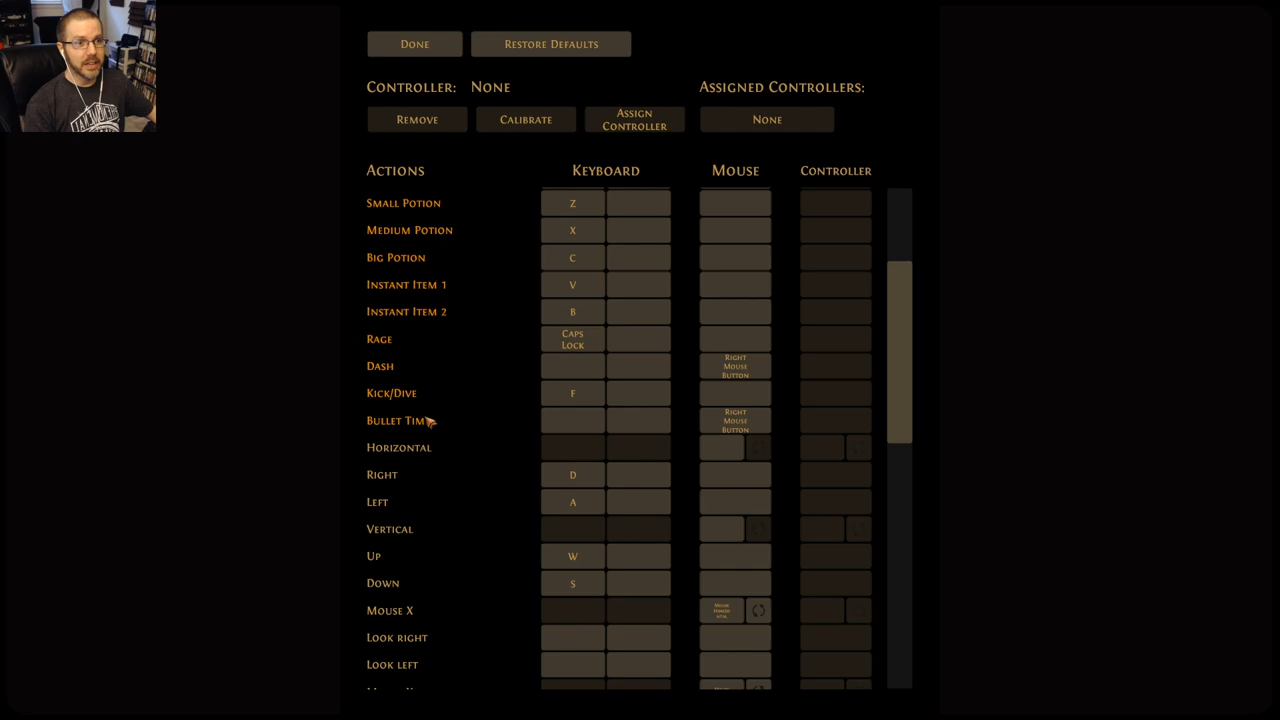 DONE RESTORE DEFAULTS
CONTROLLER: NONE ASSIGNED CONTROLLERS:
REMOVE CALIBRATE ASSIGN CONTROLLER NONE
ACTIONS KEYBOARD MOUSE CONTROLLER
SMALL POTION Z
MEDIUM POTION X
BIG POTION C
INSTANT ITEM 1 V
INSTANT ITEM 2 B
RAGE CAPS LOCK
DASH RIGHT MOUSE BUTTON
KICK/DIVE F
BULLET TIM RIGHT MOUSE BUTTON
HORIZONTAL
RIGHT D
LEFT A
VERTICAL
UP W
DOWN S
MOUSE X
LOOK RIGHT
LOOK LEFT